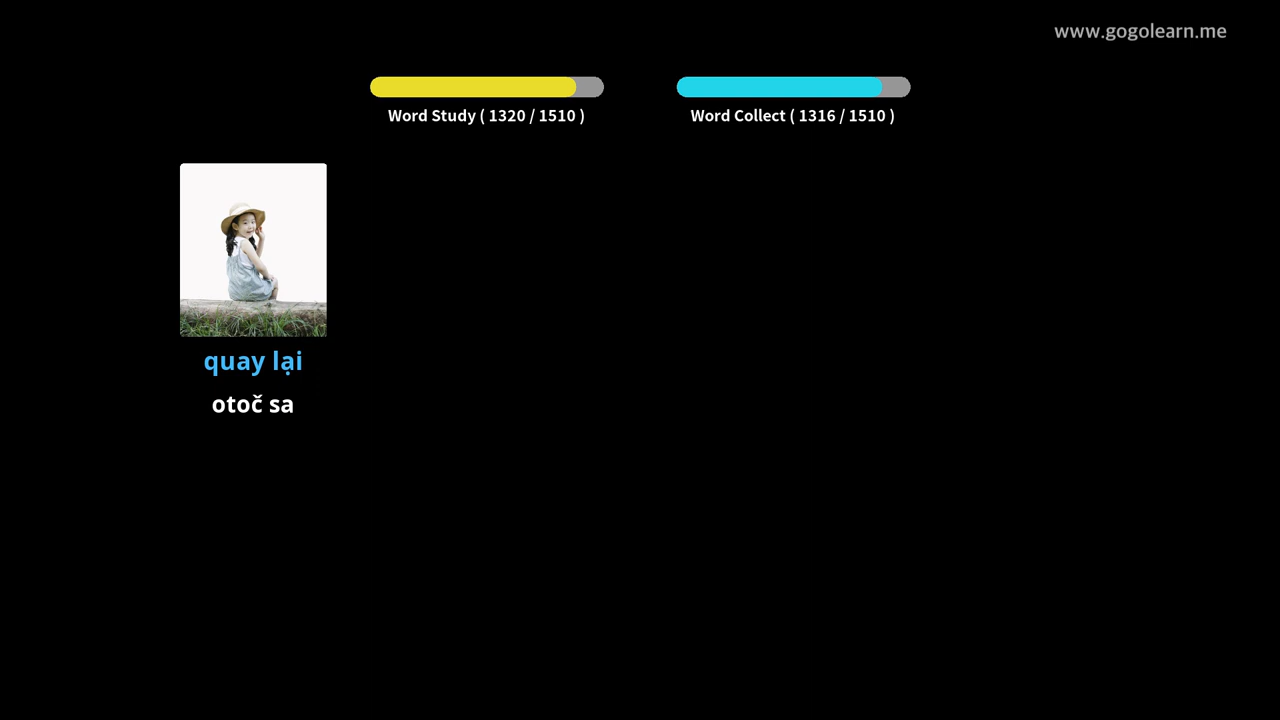 www.gogolearn.me
Word Study ( 1320 / 1510 )
Word Collect ( 1316 / 1510 )
quay lại
otoč sa